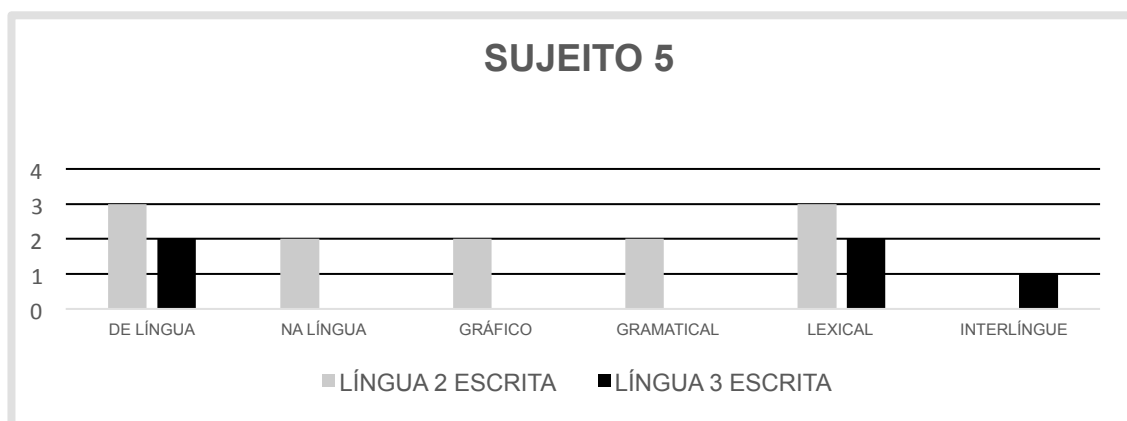 SUJEITO 5
4
3
2
1
0
DE LÍNGUA NA LÍNGUA GRÁFICO GRAMATICAL LEXICAL INTERLÍNGUE
LÍNGUA 2 ESCRITA LÍNGUA 3 ESCRITA